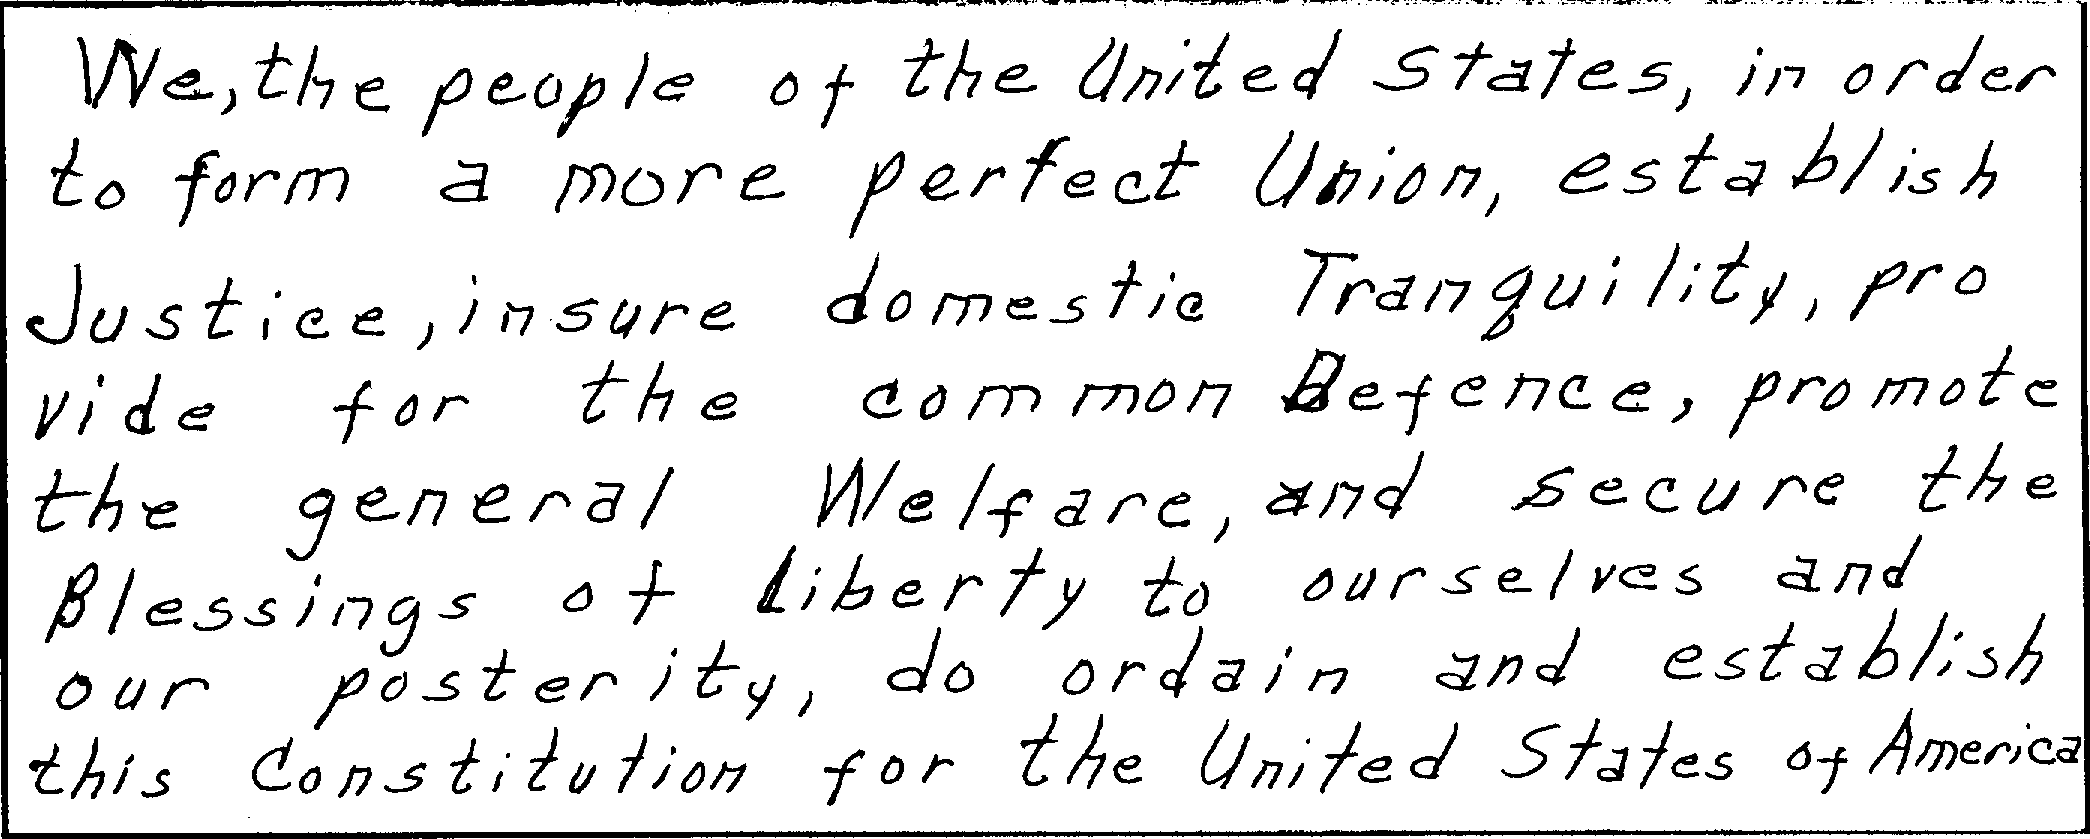 We, the people of the United States, in order
to form a more perfect Union, establish
Justice, insure domestic Tranquility, pro
vide for the common Defence, promote
the general Welfare, and secure the
Blessings of Liberty to ourselves and
our posterity, do ordain and establish
this Constitution for the United States of America